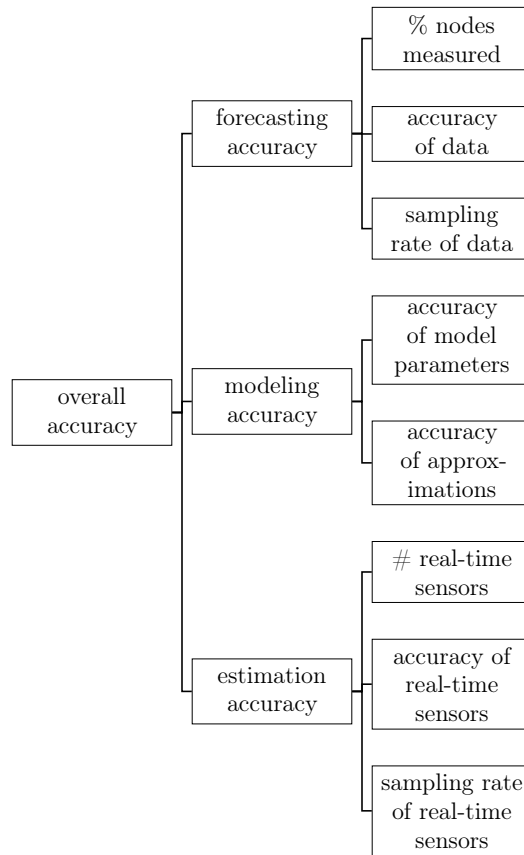 % nodes
measured
forecasting
accuracy
accuracy
of data
sampling
rate of data
accuracy
of model
parameters
overall
accuracy
modeling
accuracy
accuracy
of approx-
imations
# real-time
sensors
estimation
accuracy
accuracy of
real-time
sensors
sampling rate
of real-time
sensors